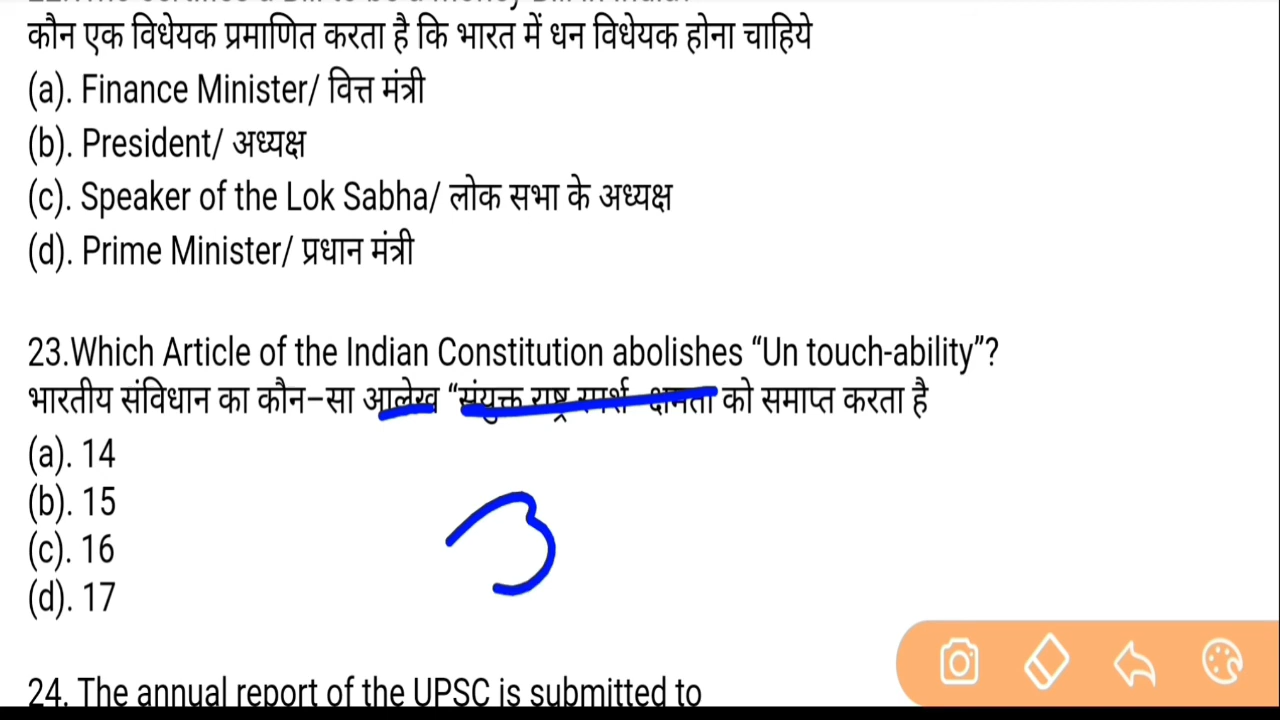 कौन एक विधेयक प्रमाणित करता है कि भारत में धन विधेयक होना चाहिये
(a). Finance Minister/ वित्त मंत्री
(b). President/ अध्यक्ष
(c). Speaker of the Lok Sabha/ लोक सभा के अध्यक्ष
(d). Prime Minister/ प्रधान मंत्री
23.Which Article of the Indian Constitution abolishes “Un touch-ability”?
भारतीय संविधान का कौन–सा आलेख “संयुक्त राष्ट्र स्पर्श-क्षमता को समाप्त करता है
(a). 14
(b). 15
(c). 16
(d). 17
3
24. The annual report of the UPSC is submitted to